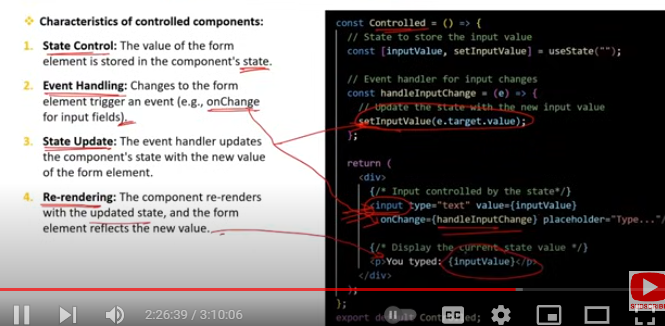 ❖ Characteristics of controlled components:
1. State Control: The value of the form
element is stored in the component's state.
2. Event Handling: Changes to the form
element trigger an event (e.g., onChange
for input fields).
3. State Update: The event handler updates
the component's state with the new value
of the form element.
4. Re-rendering: The component re-renders
with the updated state, and the form
element reflects the new value.
const Controlled = () => {
// State to store the input value
const [inputValue, setInputValue] = useState("");
// Event handler for input changes
const handleInputChange = (e) => {
// Update the state with the new input value
setInputValue(e.target.value);
};
return (
<div>
{/* Input controlled by the state*/}
<input type="text" value={inputValue}
onChange={handleInputChange} placeholder="Type..."/
{/* Display the current state value */}
<p>You typed: {inputValue}</p>
</div>
);
};
export default Controlled;
2:26:39 / 3:10:06
CC
SUBSCRIBE